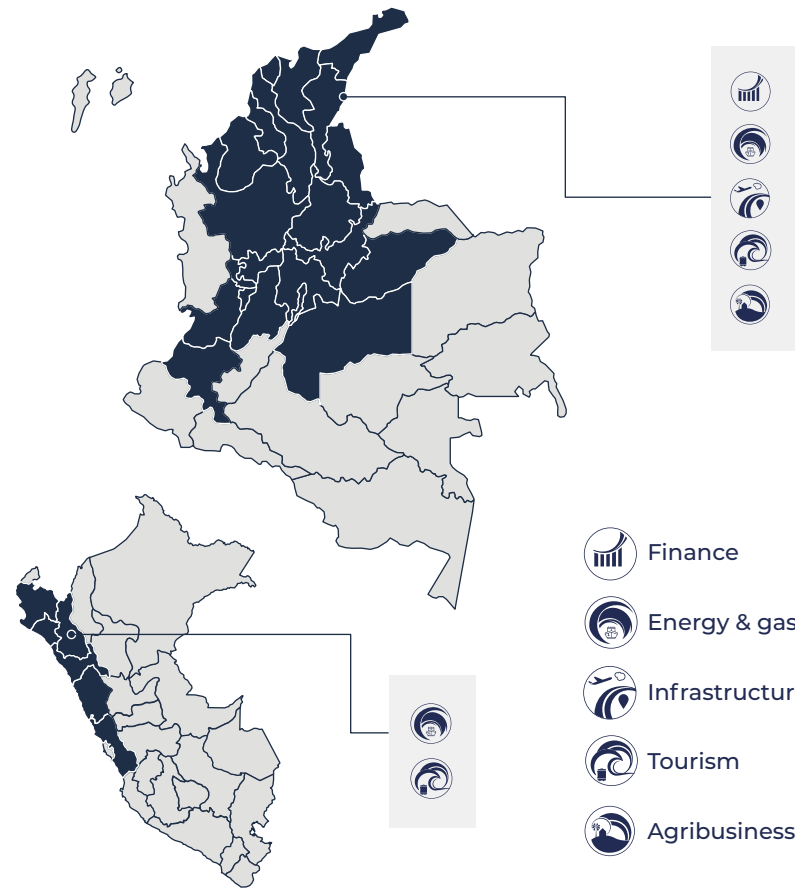 Finance
Energy & gas
Infrastructur
Tourism
Agribusiness